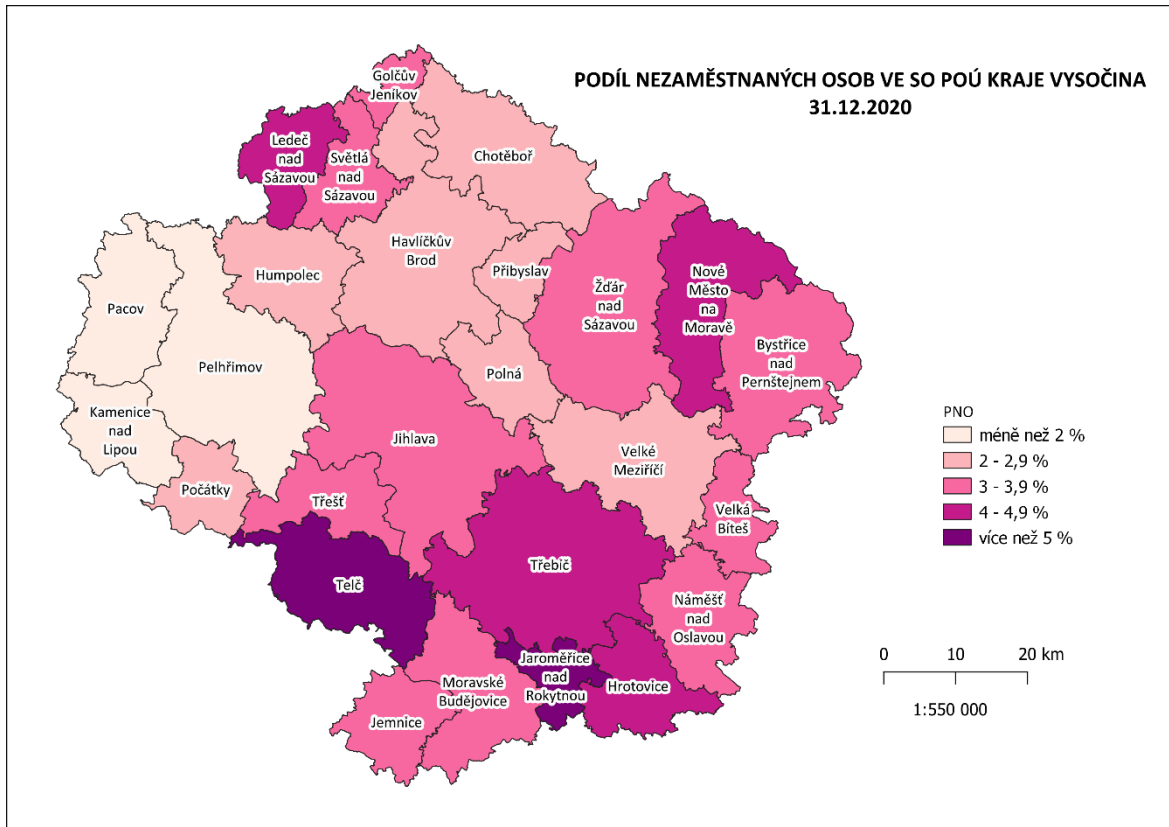 PODÍL NEZAMĚSTNANÝCH OSOB VE SO POÚ KRAJE VYSOČINA
31.12.2020
Golčův
Jeníkov
Ledeč
nad
Sázavou
Světlá
nad
Sázavou
Chotěboř
Havlíčkův
Brod
Přibyslav
Humpolec
Žďár
nad
Sázavou
Nové
Město
na
Moravě
Pacov
Bystřice
nad
Pernštejnem
Pelhřimov
Polná
Kamenice
nad
Lipou
Jihlava
Velké
Meziříčí
Počátky
Třešť
Velká
Bíteš
Telč
Třebíč
Náměšť
nad
Oslavou
Jaroměřice
nad
Rokytnou
Hrotovice
Moravské
Budějovice
Jemnice
PNO
méně než 2 %
2 - 2,9 %
3 - 3,9 %
4 - 4,9 %
více než 5 %
0 10 20 km
1:550 000